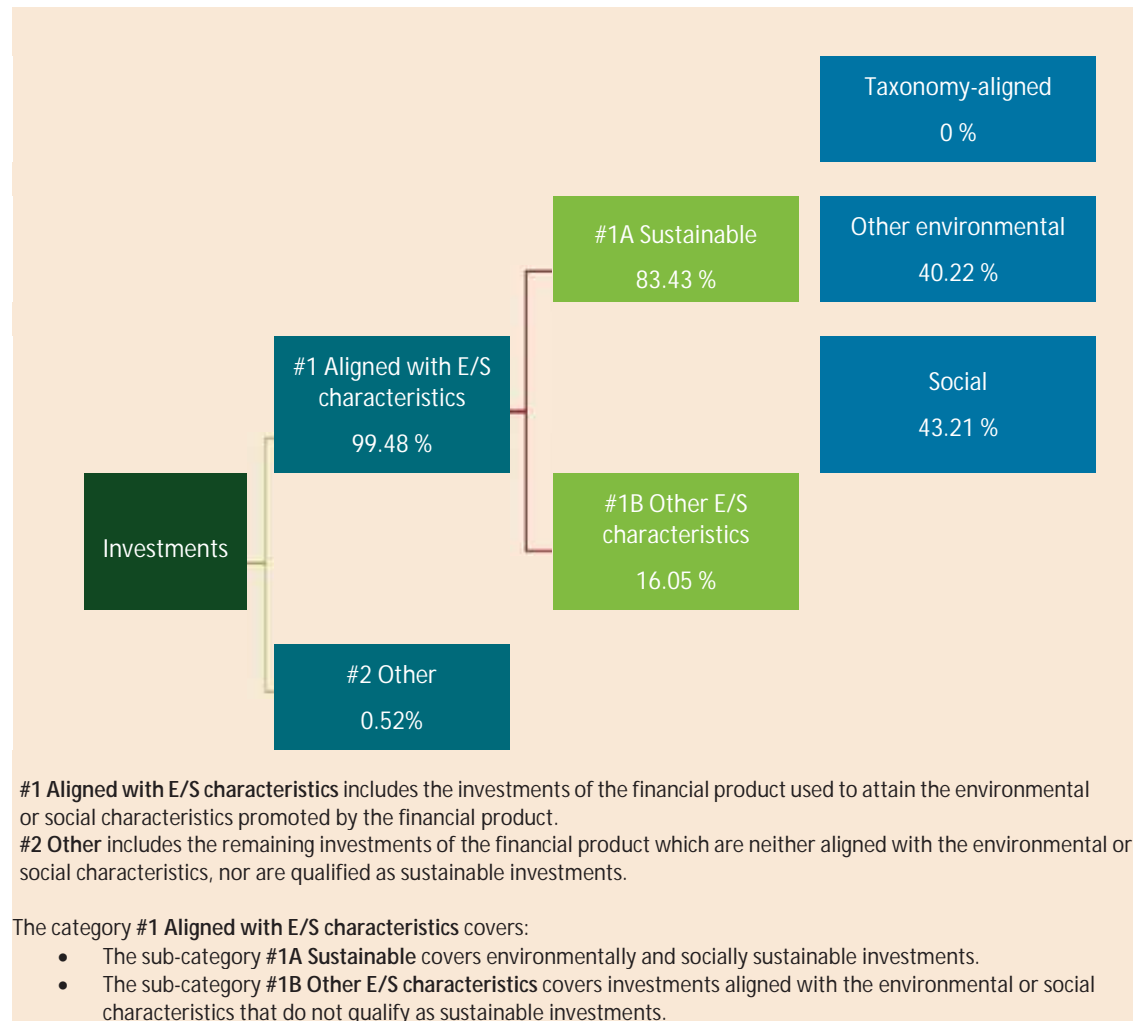 Taxonomy-aligned
0 %
#1A Sustainable
83.43 %
Other environmental
40.22 %
#1 Aligned with E/S
characteristics
99.48 %
Social
43.21 %
Investments
#1B Other E/S
characteristics
16.05 %
#2 Other
0.52%
#1 Aligned with E/S characteristics includes the investments of the financial product used to attain the environmental
or social characteristics promoted by the financial product.
#2 Other includes the remaining investments of the financial product which are neither aligned with the environmental or
social characteristics, nor are qualified as sustainable investments.
The category #1 Aligned with E/S characteristics covers:
• The sub-category #1A Sustainable covers environmentally and socially sustainable investments.
• The sub-category #1B Other E/S characteristics covers investments aligned with the environmental or social
characteristics that do not qualify as sustainable investments.